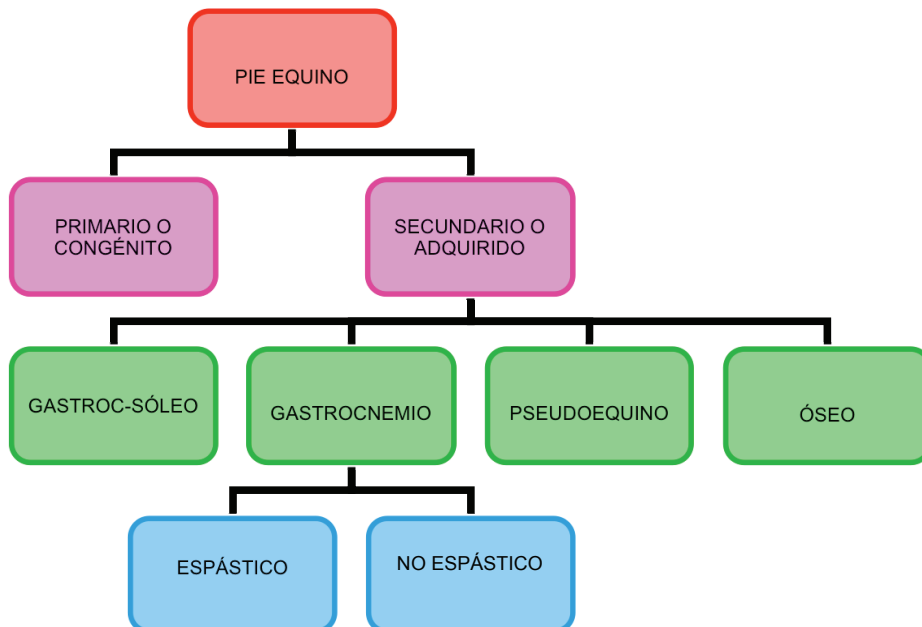 PIE EQUINO
PRIMARIO O
CONGÉNITO
SECUNDARIO O
ADQUIRIDO
GASTROC-SÓLEO
GASTROCNEMIO
PSEUDOEQUINO
ÓSEO
ESPÁSTICO
NO ESPÁSTICO